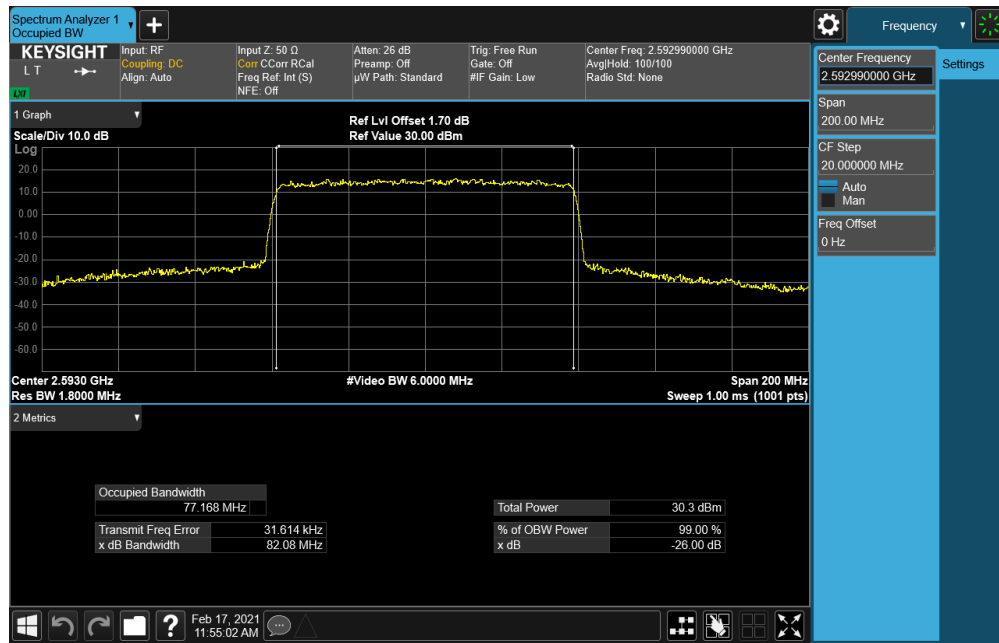 Spectrum Analyzer 1
Occupied BW
+
Frequency
KEYSIGHT
L T
LXI
Input: RF
Coupling: DC
Align: Auto
Input Z: 50 Ω
Corr CCorr RCal
Freq Ref: Int (S)
NFE: Off
Atten: 26 dB
Preamp: Off
µW Path: Standard
Trig: Free Run
Gate: Off
#IF Gain: Low
Center Freq: 2.592990000 GHz
Avg|Hold: 100/100
Radio Std: None
Center Frequency
2.592990000 GHz
Settings
Span
200.00 MHz
CF Step
20.000000 MHz
Auto
Man
Freq Offset
0 Hz
1 Graph
Scale/Div 10.0 dB
Ref Lvl Offset 1.70 dB
Ref Value 30.00 dBm
Log
20.0
10.0
0.00
-10.0
-20.0
-30.0
-40.0
-50.0
-60.0
Center 2.5930 GHz
#Video BW 6.0000 MHz
Span 200 MHz
Res BW 1.8000 MHz
Sweep 1.00 ms (1001 pts)
2 Metrics
Occupied Bandwidth
77.168 MHz
Total Power 30.3 dBm
Transmit Freq Error 31.614 kHz
% of OBW Power 99.00 %
x dB Bandwidth 82.08 MHz
x dB -26.00 dB
?
Feb 17, 2021
11:55:02 AM